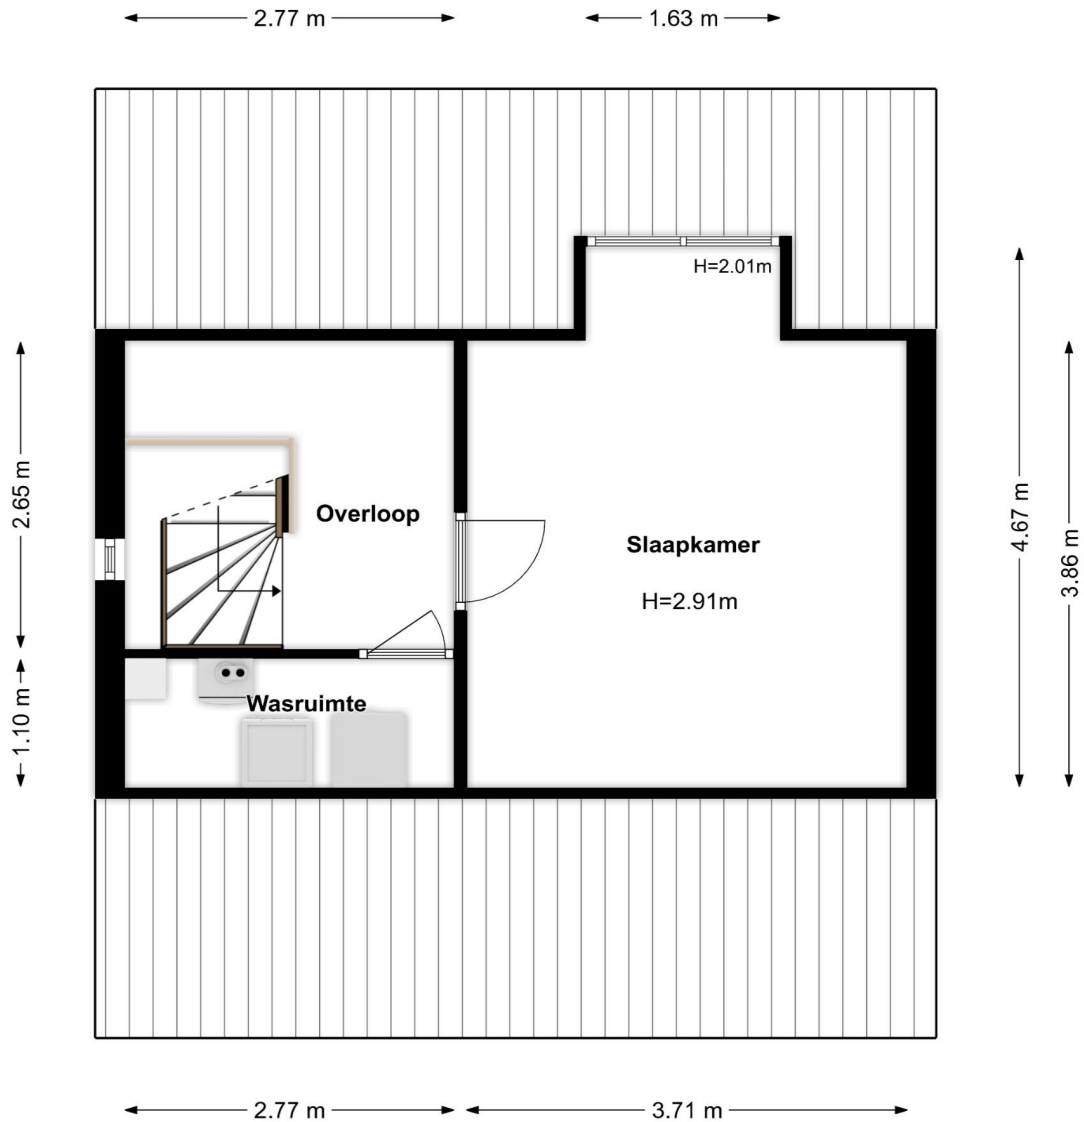 2.77 m
1.63 m
H=2.01m
2.65 m
Overloop
Slaapkamer
4.67 m
3.86 m
H=2.91m
1.10 m
Wasruimte
2.77 m
3.71 m